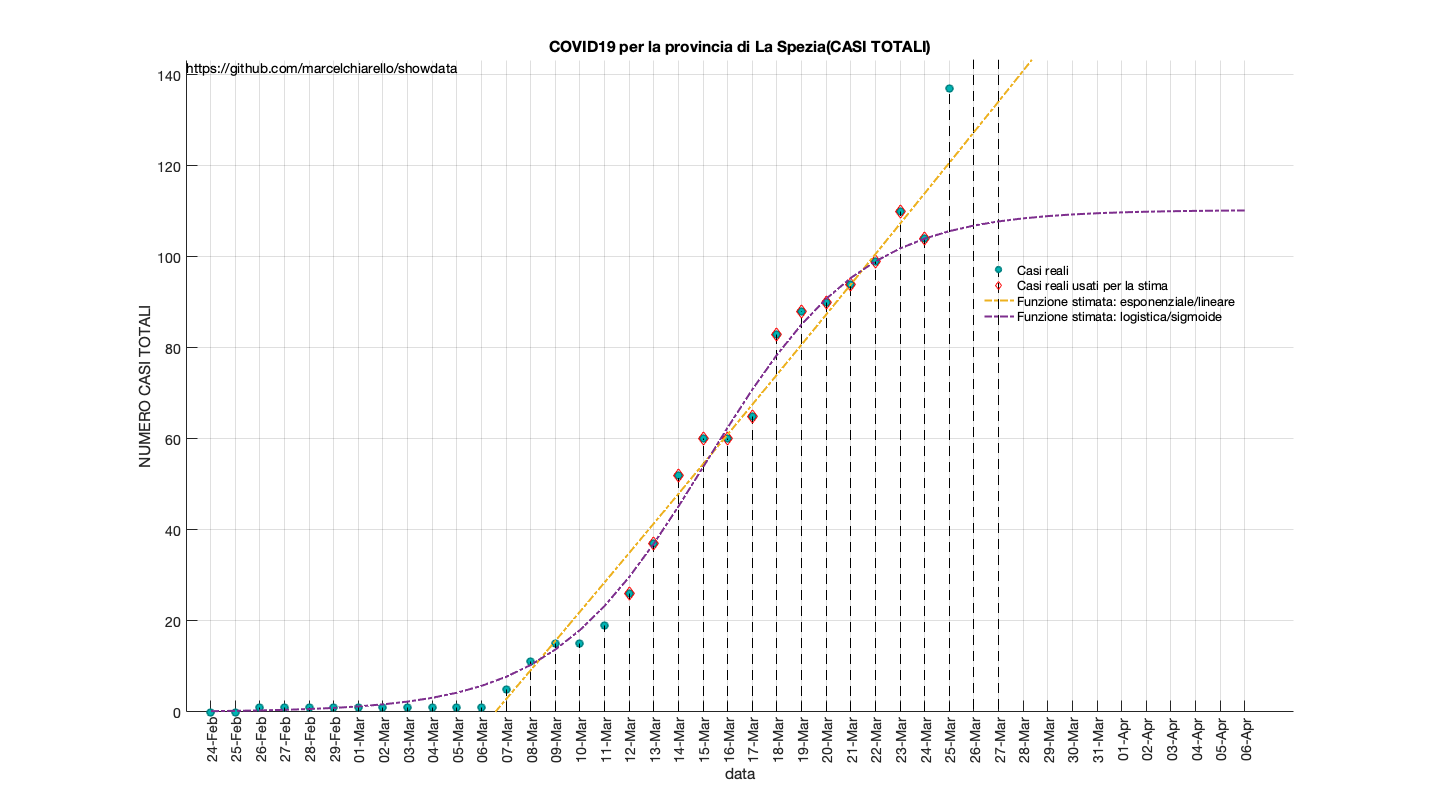 COVID19 per la provincia di La Spezia(CASI TOTALI)
https://github.com/marcelchiarello/showdata
NUMERO CASI TOTALI
140
120
100
80
60
40
20
0
Casi reali
Casi reali usati per la stima
Funzione stimata: esponenziale/lineare
Funzione stimata: logistica/sigmoide
24-Feb
25-Feb
26-Feb
27-Feb
28-Feb
29-Feb
01-Mar
02-Mar
03-Mar
04-Mar
05-Mar
06-Mar
07-Mar
08-Mar
09-Mar
10-Mar
11-Mar
12-Mar
13-Mar
14-Mar
15-Mar
16-Mar
17-Mar
18-Mar
19-Mar
20-Mar
21-Mar
22-Mar
23-Mar
24-Mar
25-Mar
26-Mar
27-Mar
28-Mar
29-Mar
30-Mar
31-Mar
01-Apr
02-Apr
03-Apr
04-Apr
05-Apr
06-Apr
data